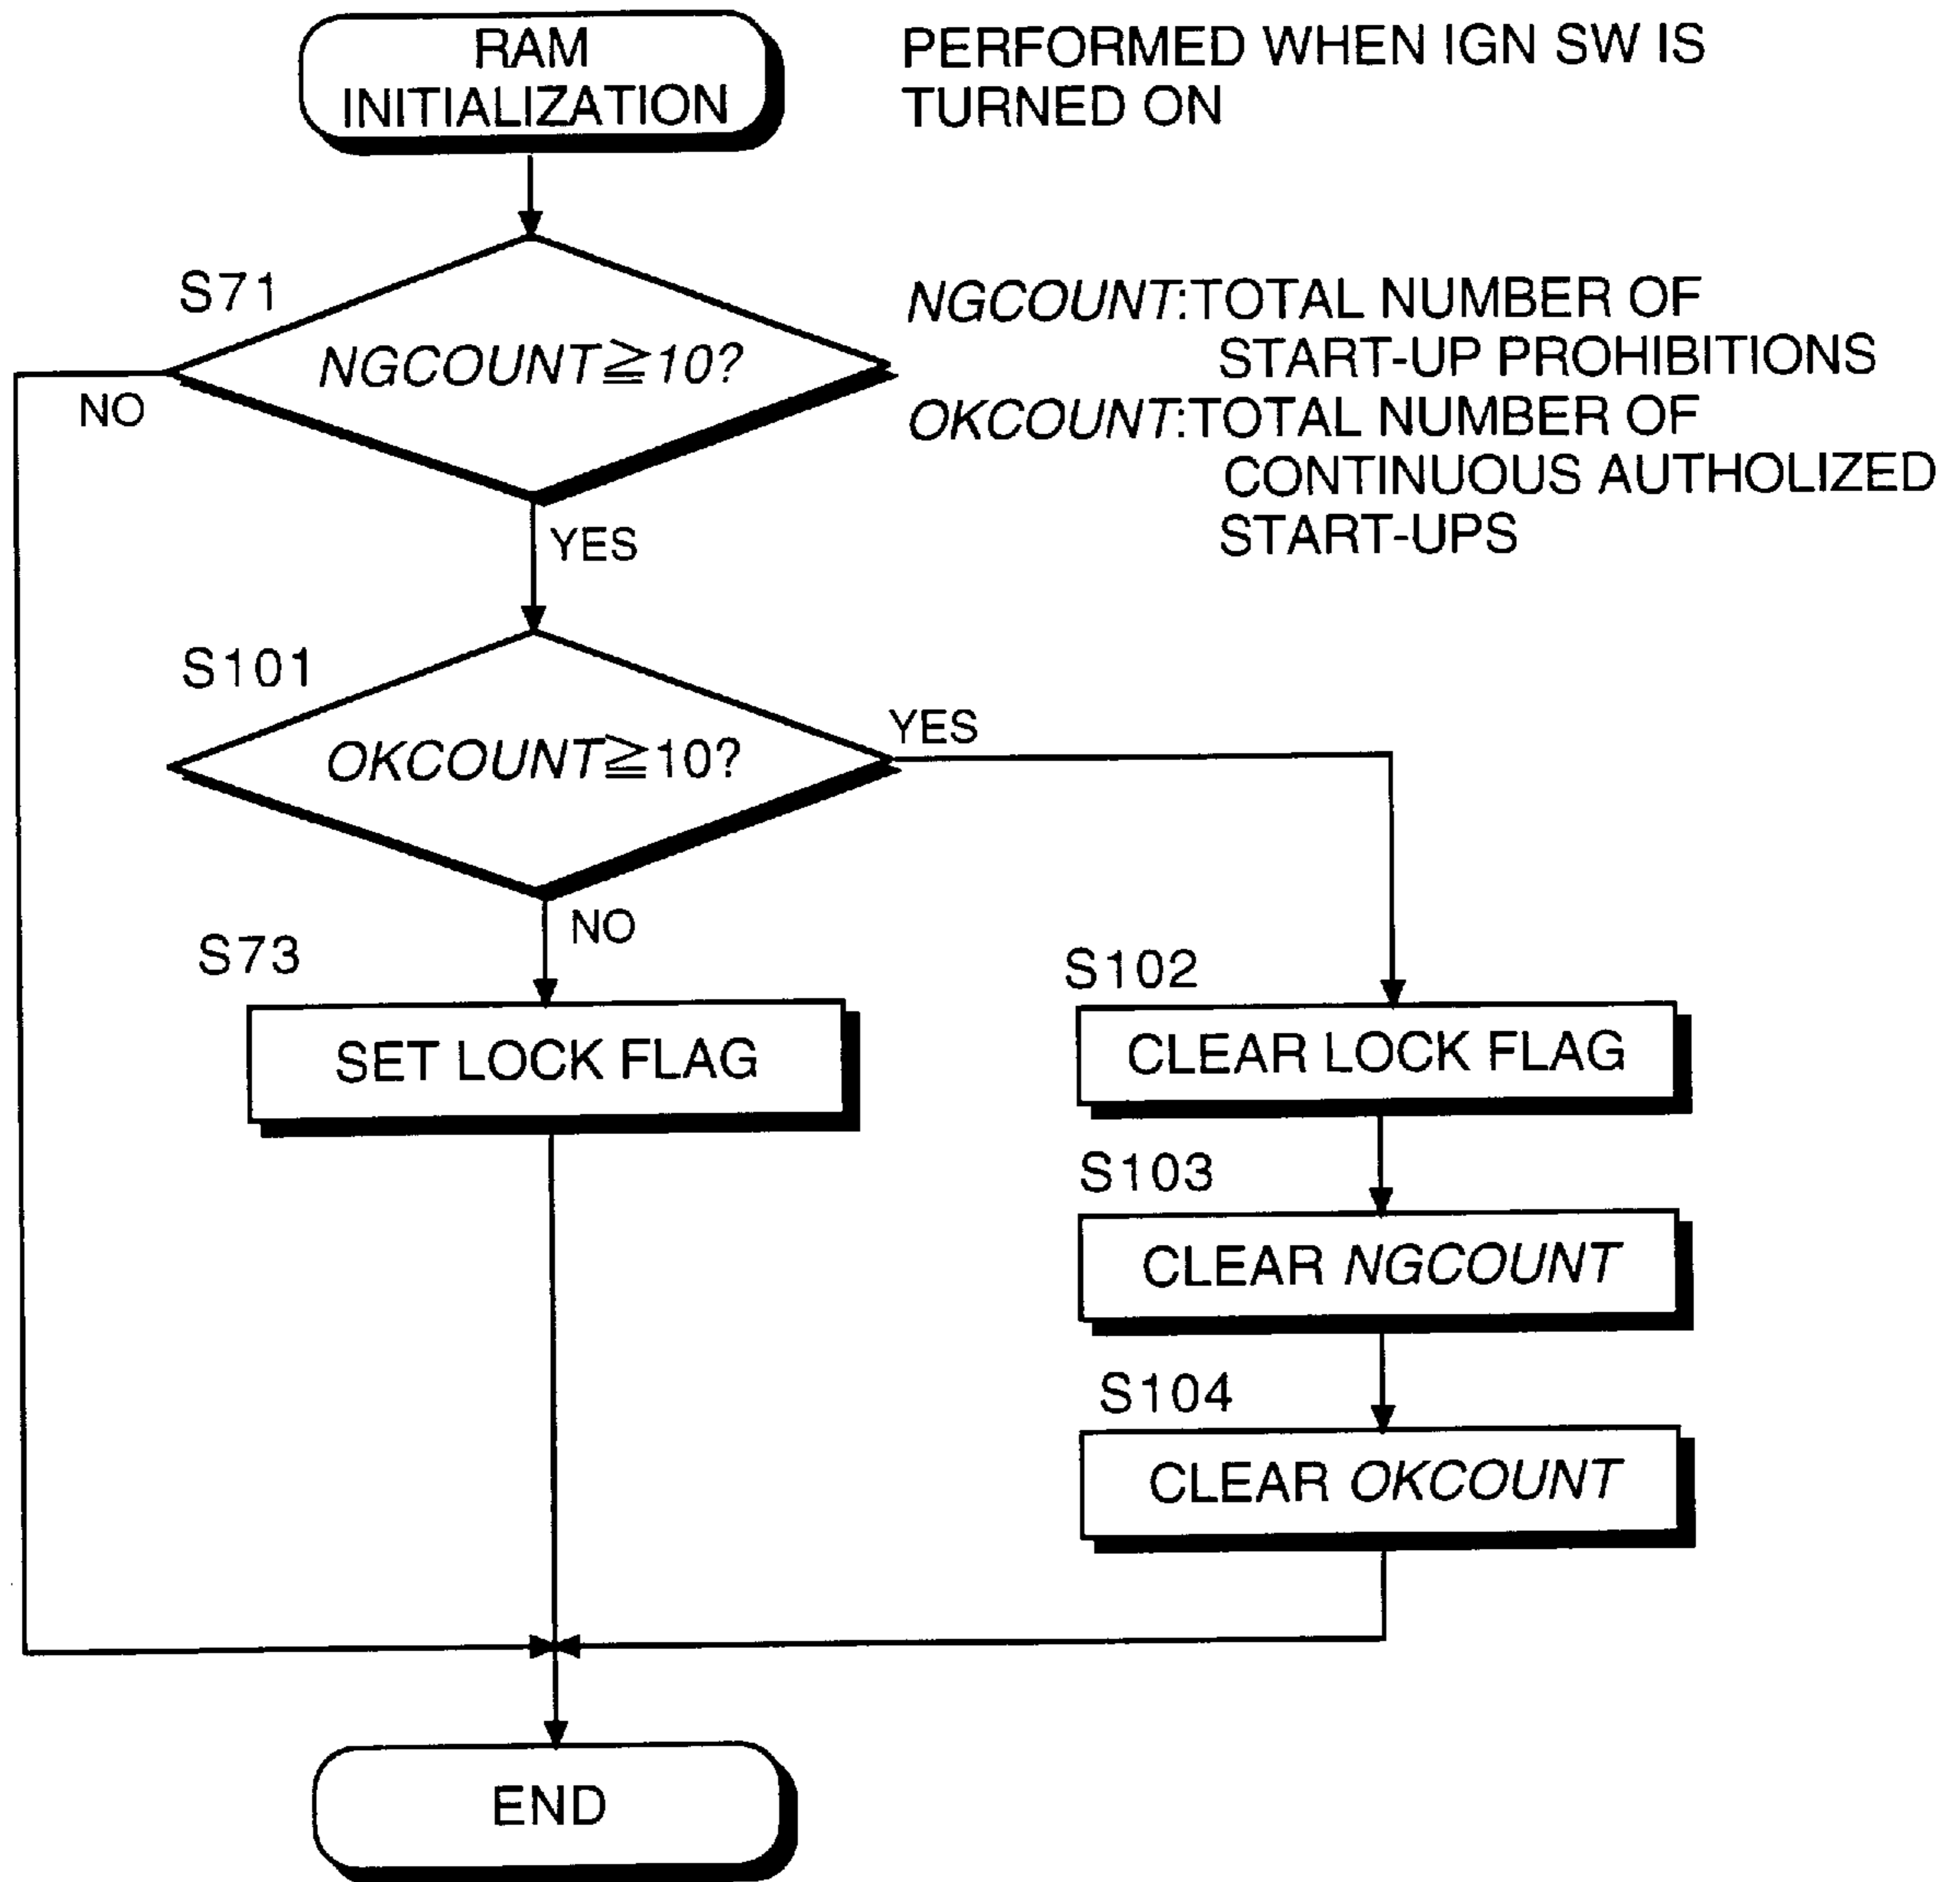 RAM
INITIALIZATION
PERFORMED WHEN IGN SW IS
TURNED ON
S71
NGCOUNT≧10?
NO
YES
NGCOUNT:TOTAL NUMBER OF
START-UP PROHIBITIONS
OKCOUNT:TOTAL NUMBER OF
CONTINUOUS AUTHOLIZED
START-UPS
S101
OKCOUNT≧10?
YES
NO
S73
SET LOCK FLAG
S102
CLEAR LOCK FLAG
S103
CLEAR NGCOUNT
S104
CLEAR OKCOUNT
END